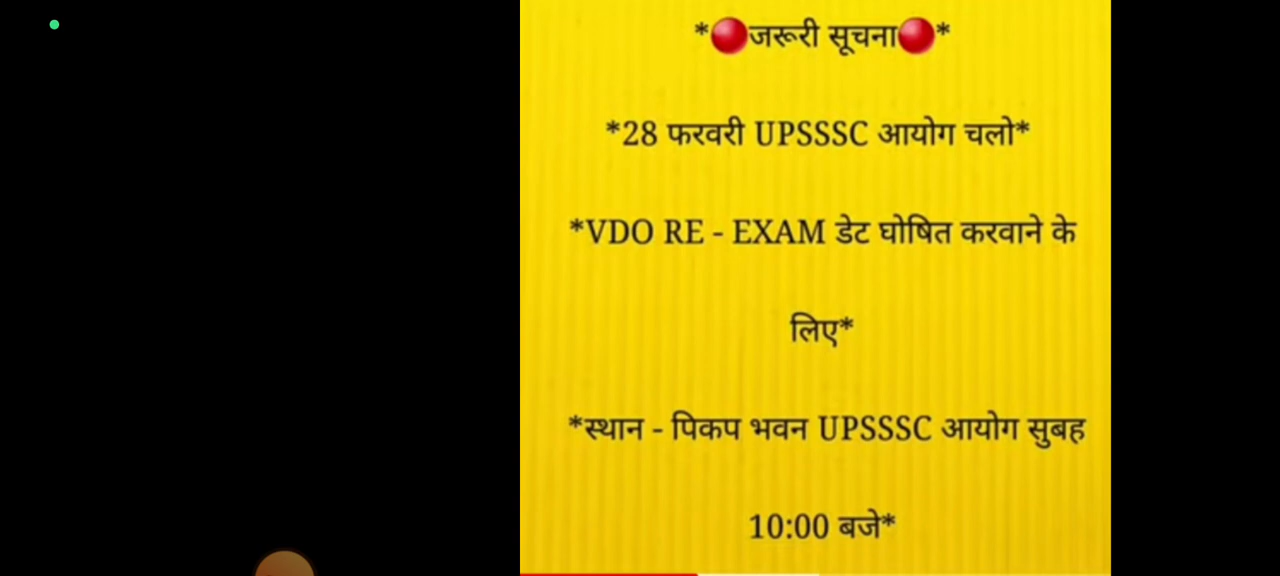 *🔴जरूरी सूचना🔴*
*28 फरवरी UPSSSC आयोग चलो*
*VDO RE - EXAM डेट घोषित करवाने के
लिए*
*स्थान - पिकप भवन UPSSSC आयोग सुबह
10:00 बजे*